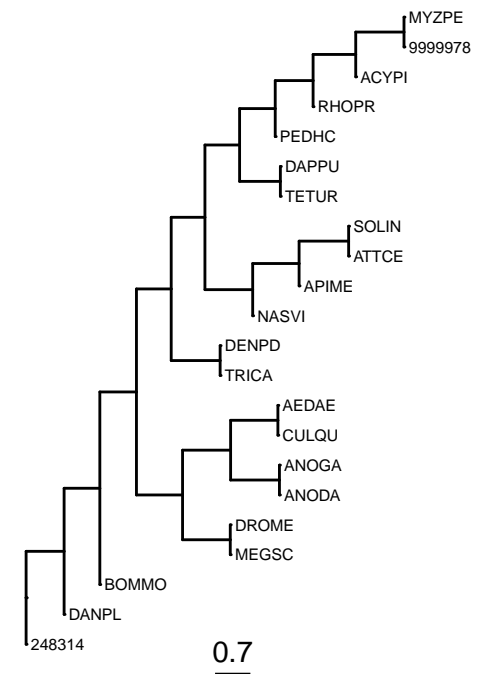 MYZPE
9999978
ACYPI
RHOPR
PEDHC
DAPPU
TETUR
SOLIN
ATTCE
APIME
NASVI
DENPD
TRICA
AEDAE
CULQU
ANOGA
ANODA
DROME
MEGSC
BOMMO
DANPL
248314
0.7